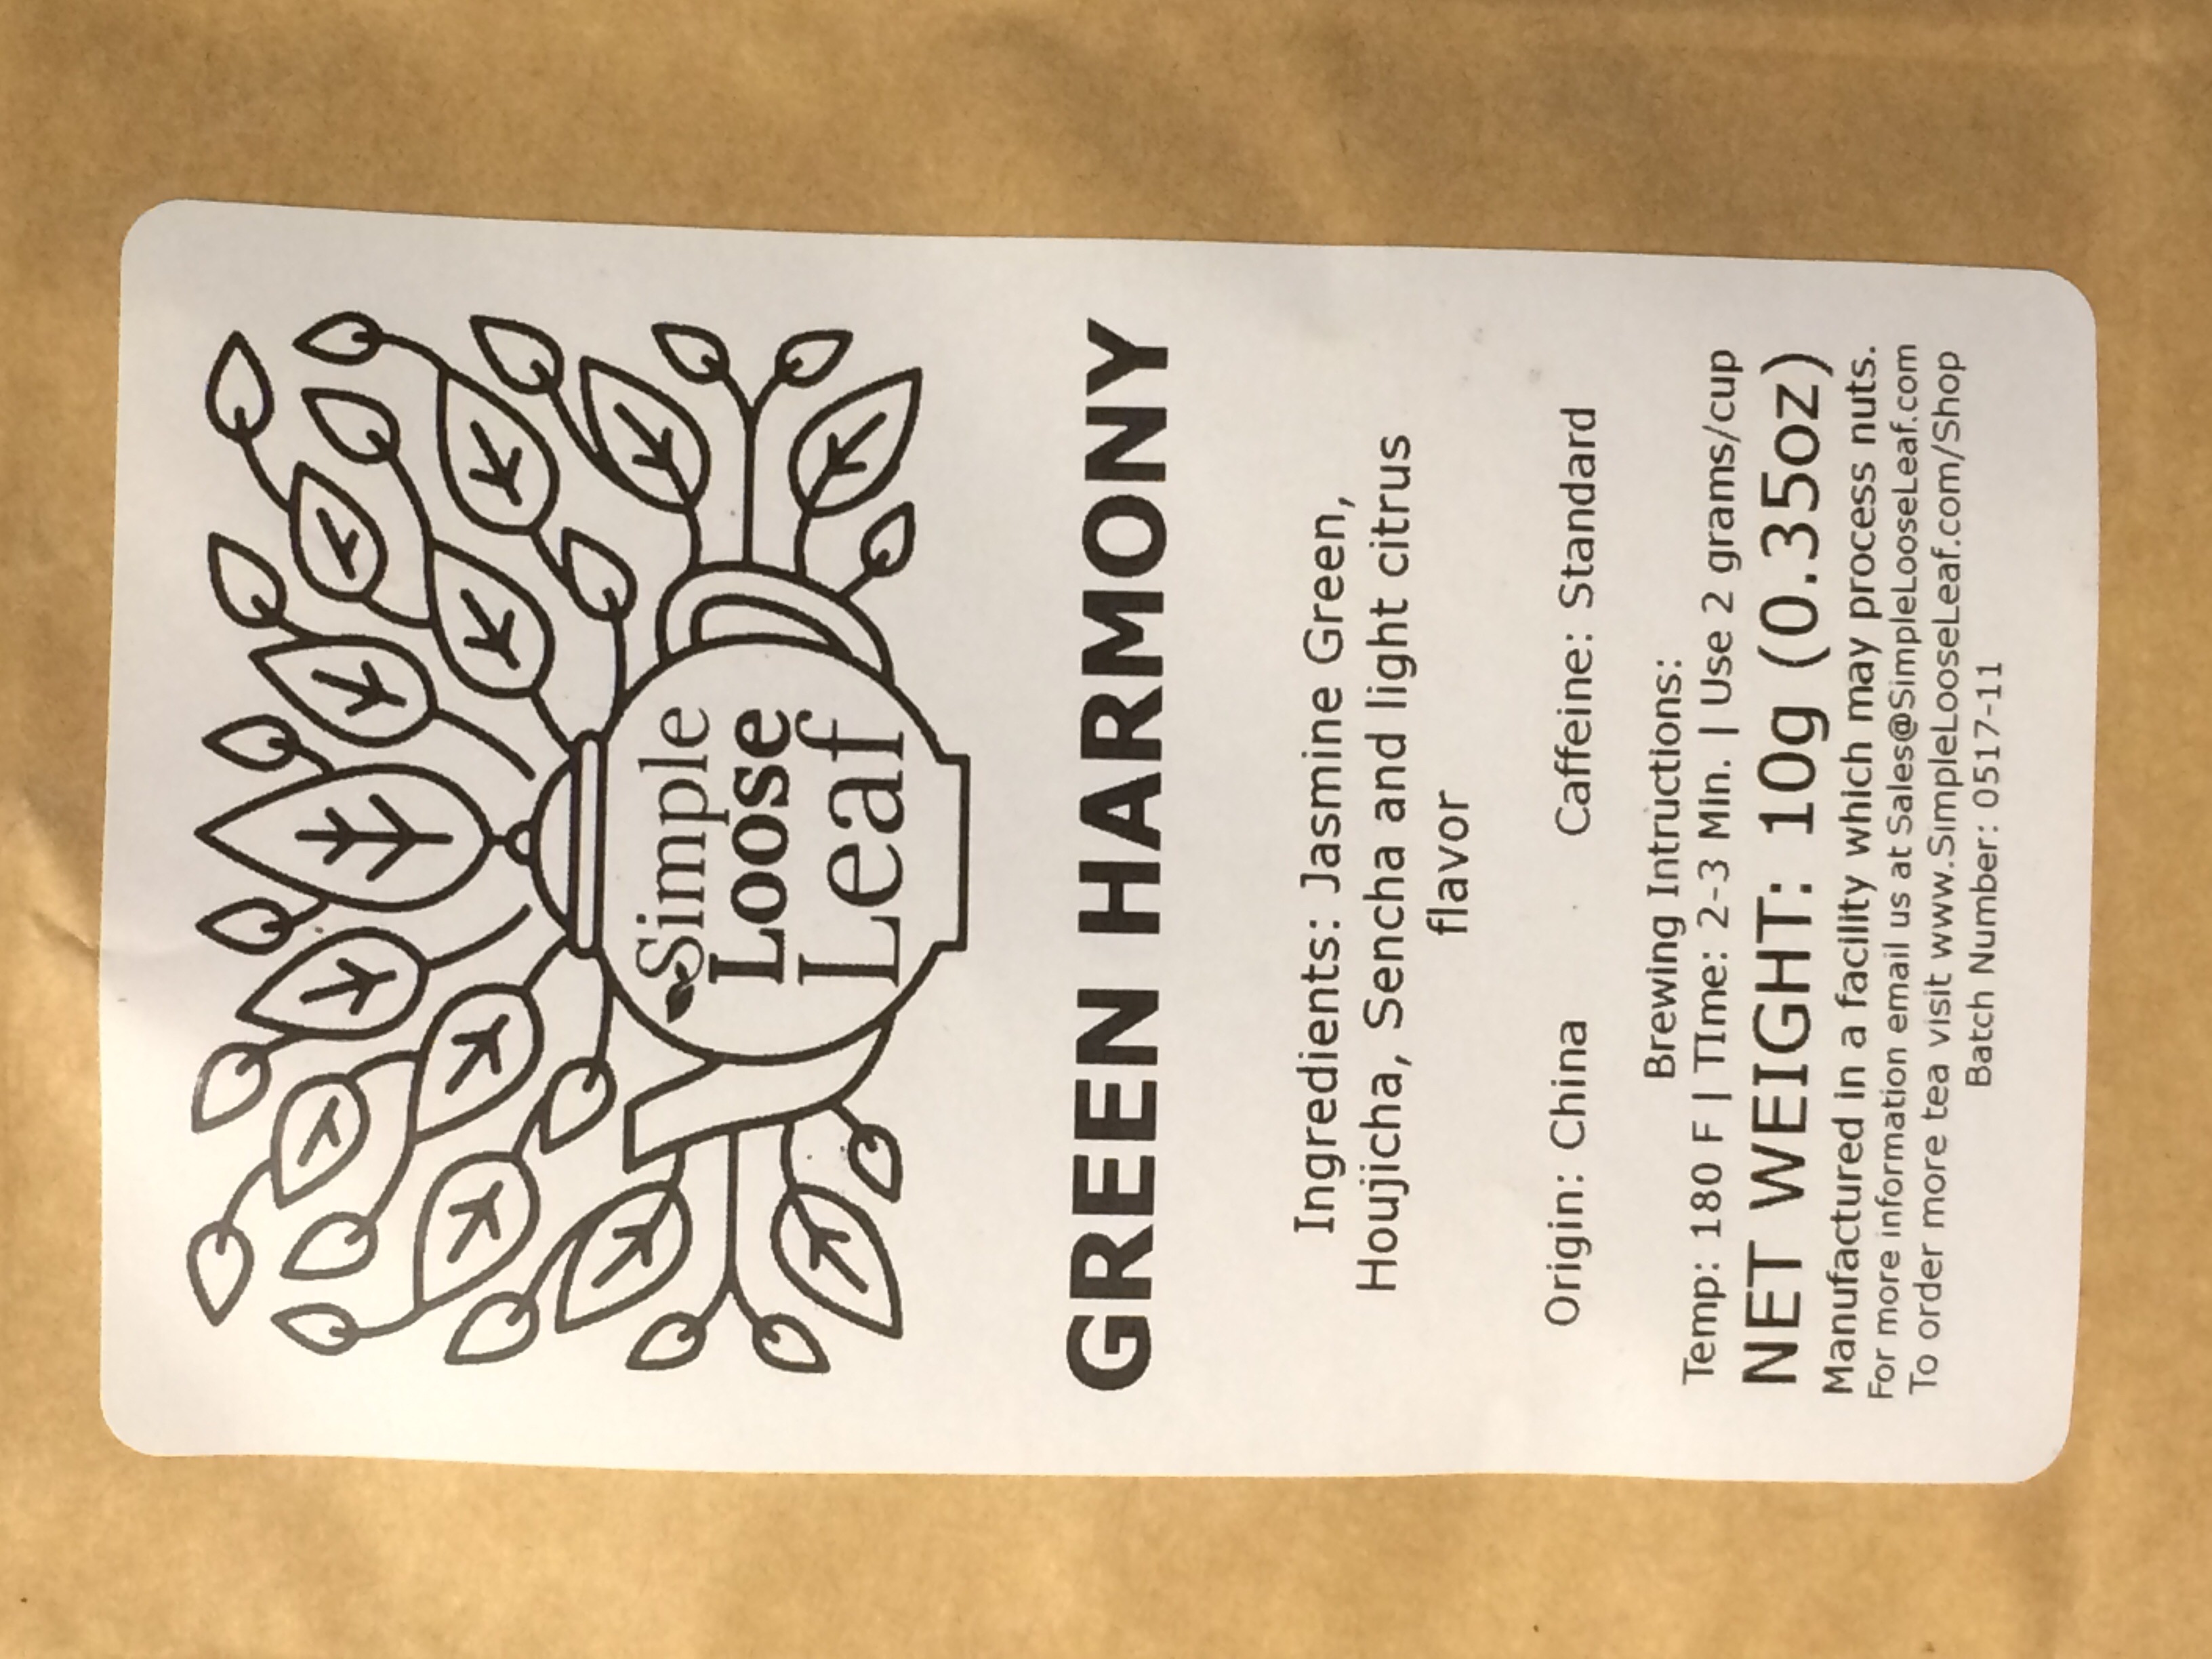 Simple
Loose
Leaf
GREEN HARMONY
Ingredients: Jasmine Green,
Houjicha, Sencha and light citrus
flavor
Origin: China Caffeine: Standard
Brewing Intructions:
Temp: 180 F | TIme: 2-3 MIn. | Use 2 grams/cup
NET WEIGHT: 10g (0.35oz)
Manufactured in a facility which may process nuts.
For more information email us at Sales@SimpleLooseLeaf.com
To order more tea visit www.SimpleLooseLeaf.com/Shop
Batch Number: 0517-11